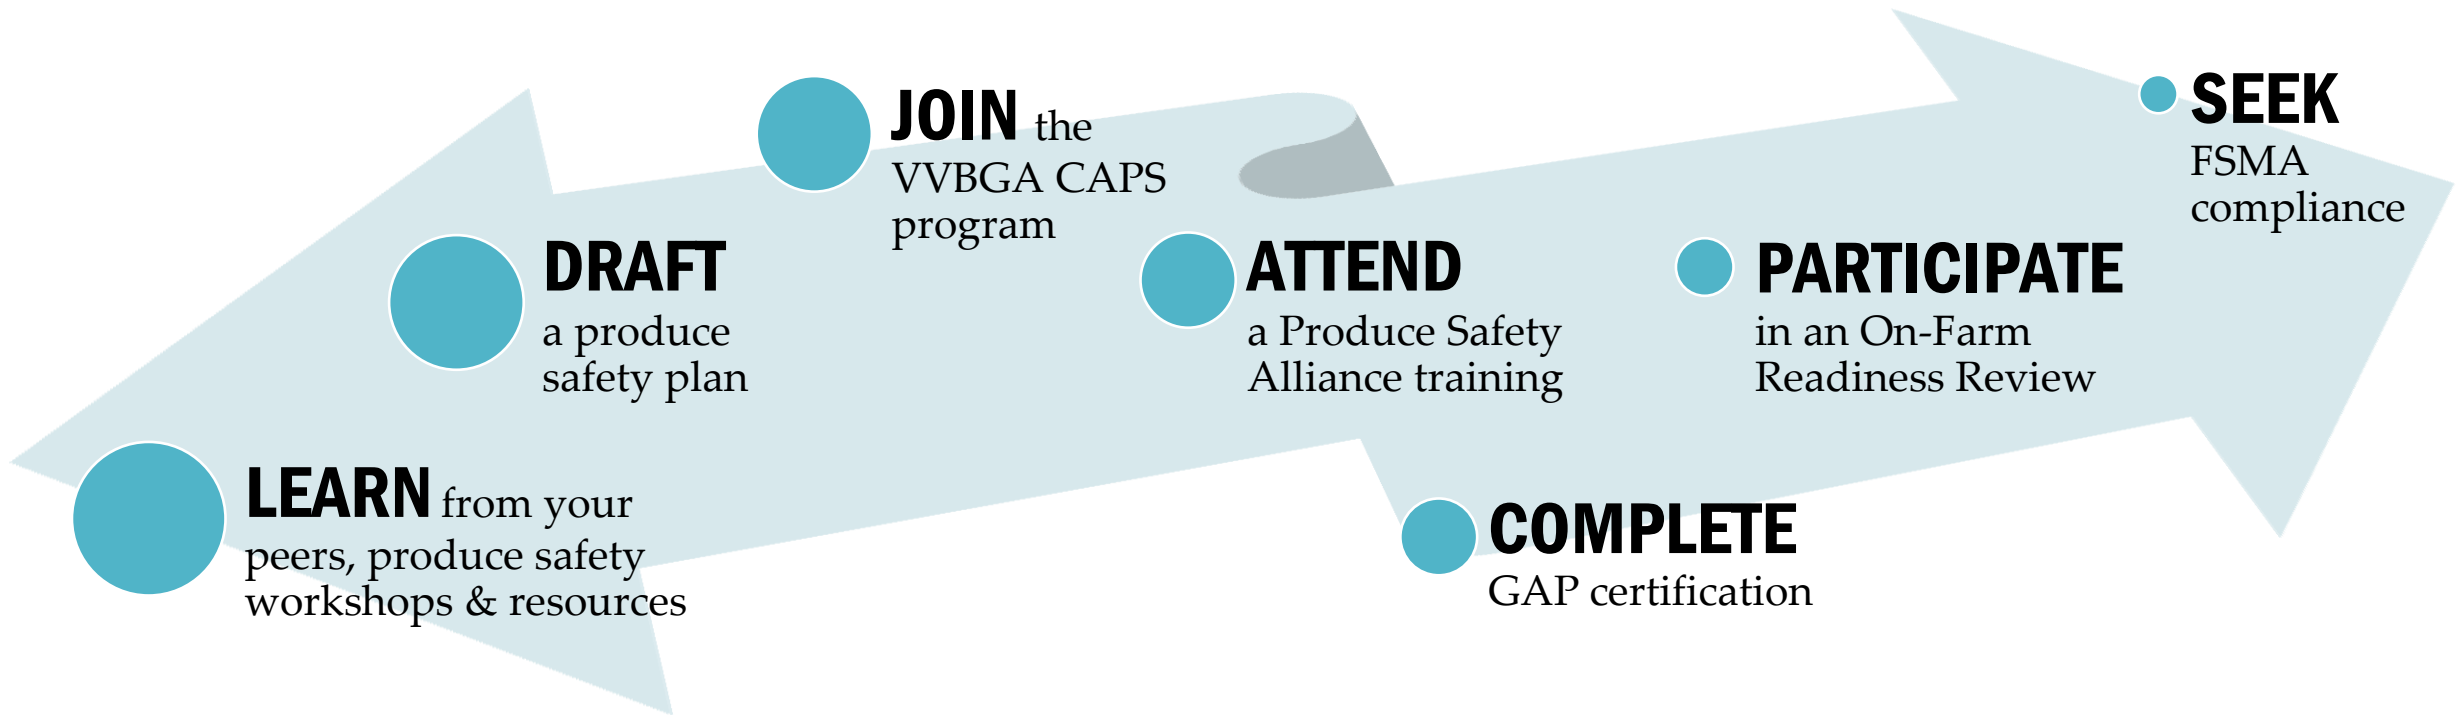 LEARN from your
peers, produce safety
workshops & resources
DRAFT
a produce
safety plan
JOIN the
VVBGA CAPS
program
ATTEND
a Produce Safety
Alliance training
COMPLETE
GAP certification
PARTICIPATE
in an On-Farm
Readiness Review
SEEK
FSMA
compliance